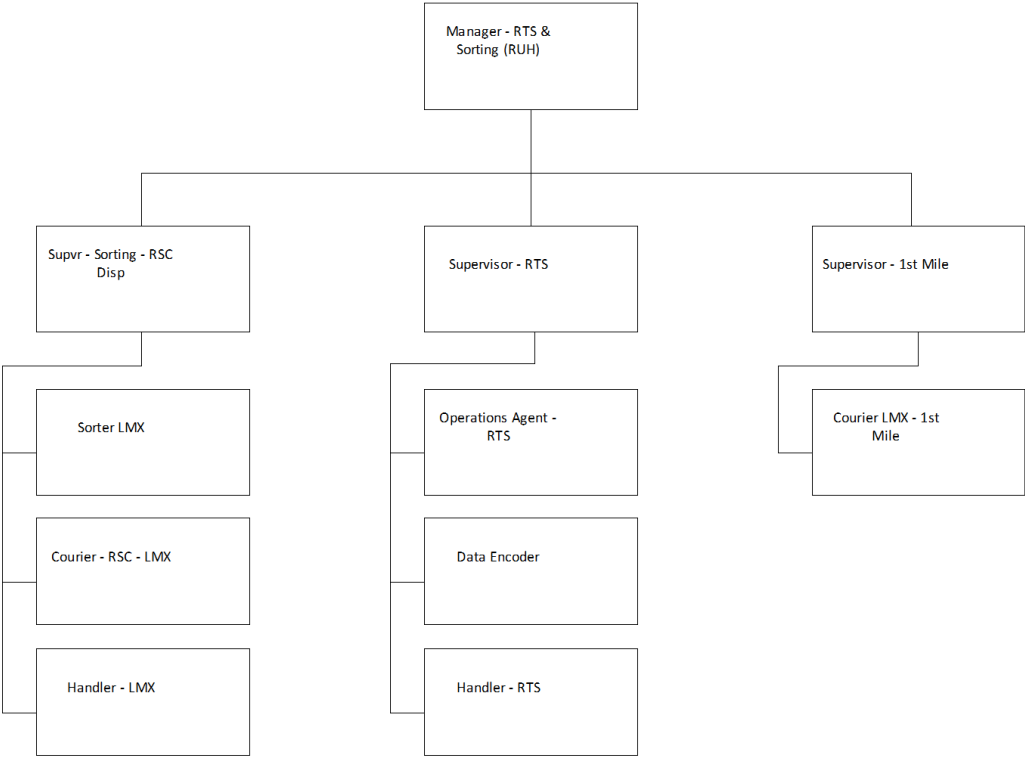 Manager - RTS &
Sorting (RUH)
Supvr - Sorting - RSC
Disp
Supervisor - RTS
Supervisor - 1st Mile
Sorter LMX
Operations Agent -
RTS
Courier LMX - 1st
Mile
Courier - RSC - LMX
Data Encoder
Handler - LMX
Handler - RTS